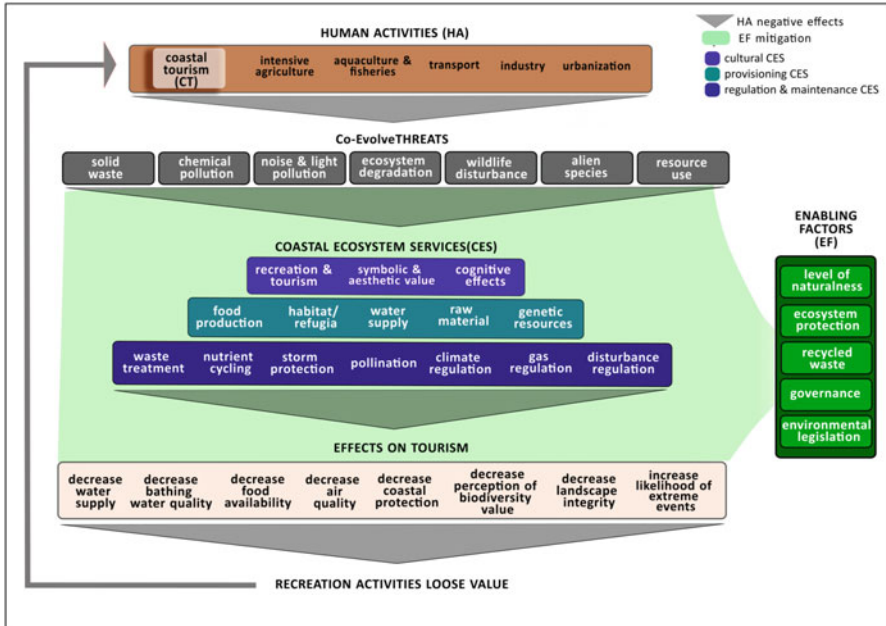 HUMAN ACTIVITIES (HA)
coastal
tourism
(CT)
intensive
agriculture
aquaculture &
fisheries
transport
industry
urbanization
HA negative effects
EF mitigation
cultural CES
provisioning CES
regulation & maintenance CES
Co-EvolveTHREATS
solid
waste
chemical
pollution
noise & light
pollution
ecosystem
degradation
wildlife
disturbance
alien
species
resource
use
COASTAL ECOSYSTEM SERVICES(CES)
recreation &
tourism
symbolic &
aesthetic value
cognitive
effects
food
production
habitat/
refugia
water
supply
raw
material
genetic
resources
waste
treatment
nutrient
cycling
storm
protection
pollination
climate
regulation
gas
regulation
disturbance
regulation
ENABLING
FACTORS
(EF)
level of
naturalness
ecosystem
protection
recycled
waste
governance
environmental
legislation
EFFECTS ON TOURISM
decrease
water
supply
decrease
bathing
water quality
decrease
food
availability
decrease
air
quality
decrease
coastal
protection
decrease
perception of
biodiversity
value
decrease
landscape
integrity
increase
likelihood of
extreme
events
RECREATION ACTIVITIES LOOSE VALUE